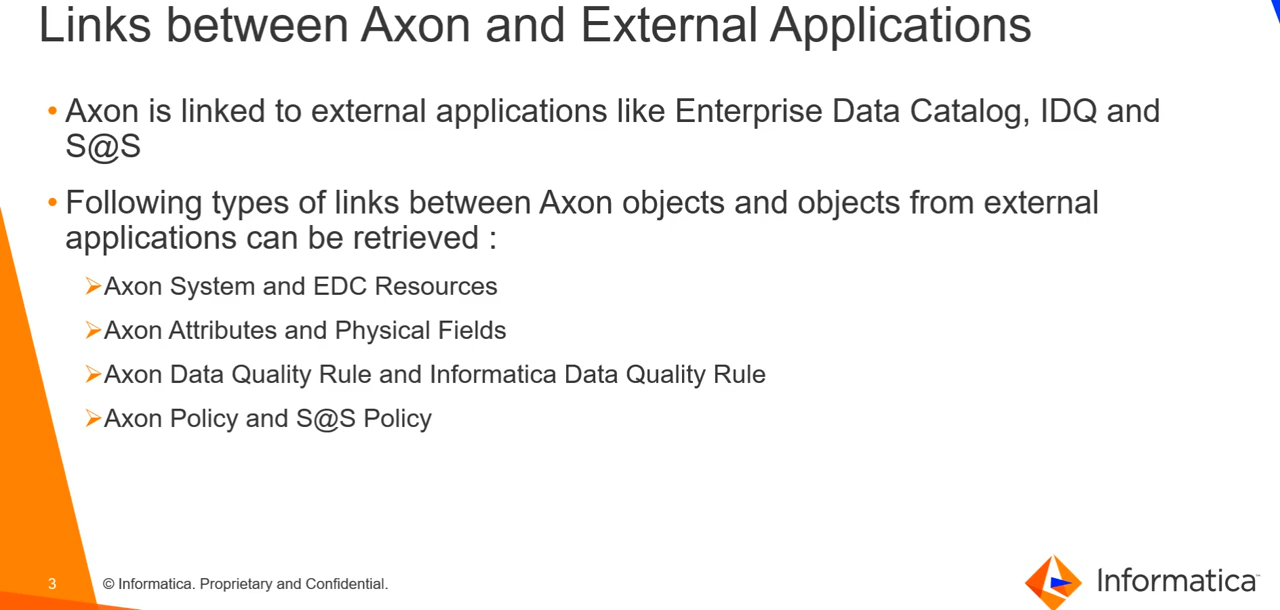 Links between Axon and External Applications
• Axon is linked to external applications like Enterprise Data Catalog, IDQ and
S@S
• Following types of links between Axon objects and objects from external
applications can be retrieved :
➢Axon System and EDC Resources
➢Axon Attributes and Physical Fields
➢Axon Data Quality Rule and Informatica Data Quality Rule
➢Axon Policy and S@S Policy
3 © Informatica. Proprietary and Confidential.
Informatica™